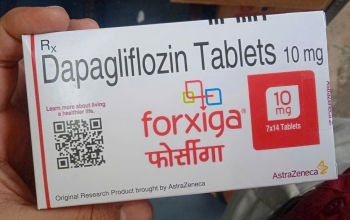 Rx
Dapagliflozin Tablets 10 mg
Learn more about living
a healthier life.
forxiga®
फोर्सीगा
10
mg
7x14 Tablets
Original Research Product brought by AstraZeneca
AstraZeneca